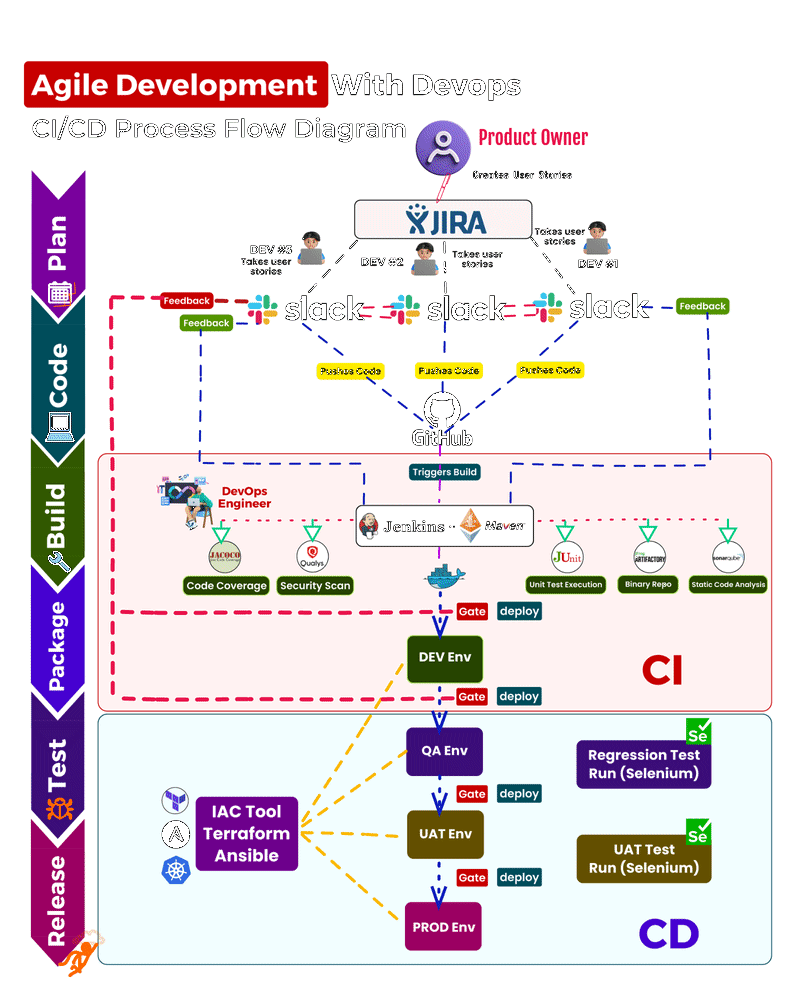 Agile Development With Devops
CI/CD Process Flow Diagram
Product Owner
Creates User Stories
JIRA
Plan
DEV #3
Takes user
stories
DEV #2
Takes user
stories
Takes user
stories
DEV #1
Feedback
slack
slack
slack
Feedback
Feedback
Code
Pushes Code
Pushes Code
Pushes Code
GitHub
Triggers Build
DevOps
Engineer
Build
Jenkins
Maven
JACOCO
Qualys
JUnit
ARTIFACTORY
sonarqube
Code Coverage
Security Scan
Unit Test Execution
Binary Repo
Static Code Analysis
Package
Gate
deploy
DEV Env
CI
Gate
deploy
Test
QA Env
Se
Regression Test
Run (Selenium)
Gate
deploy
IAC Tool
Terraform
Ansible
UAT Env
Se
UAT Test
Run (Selenium)
Release
Gate
deploy
PROD Env
CD